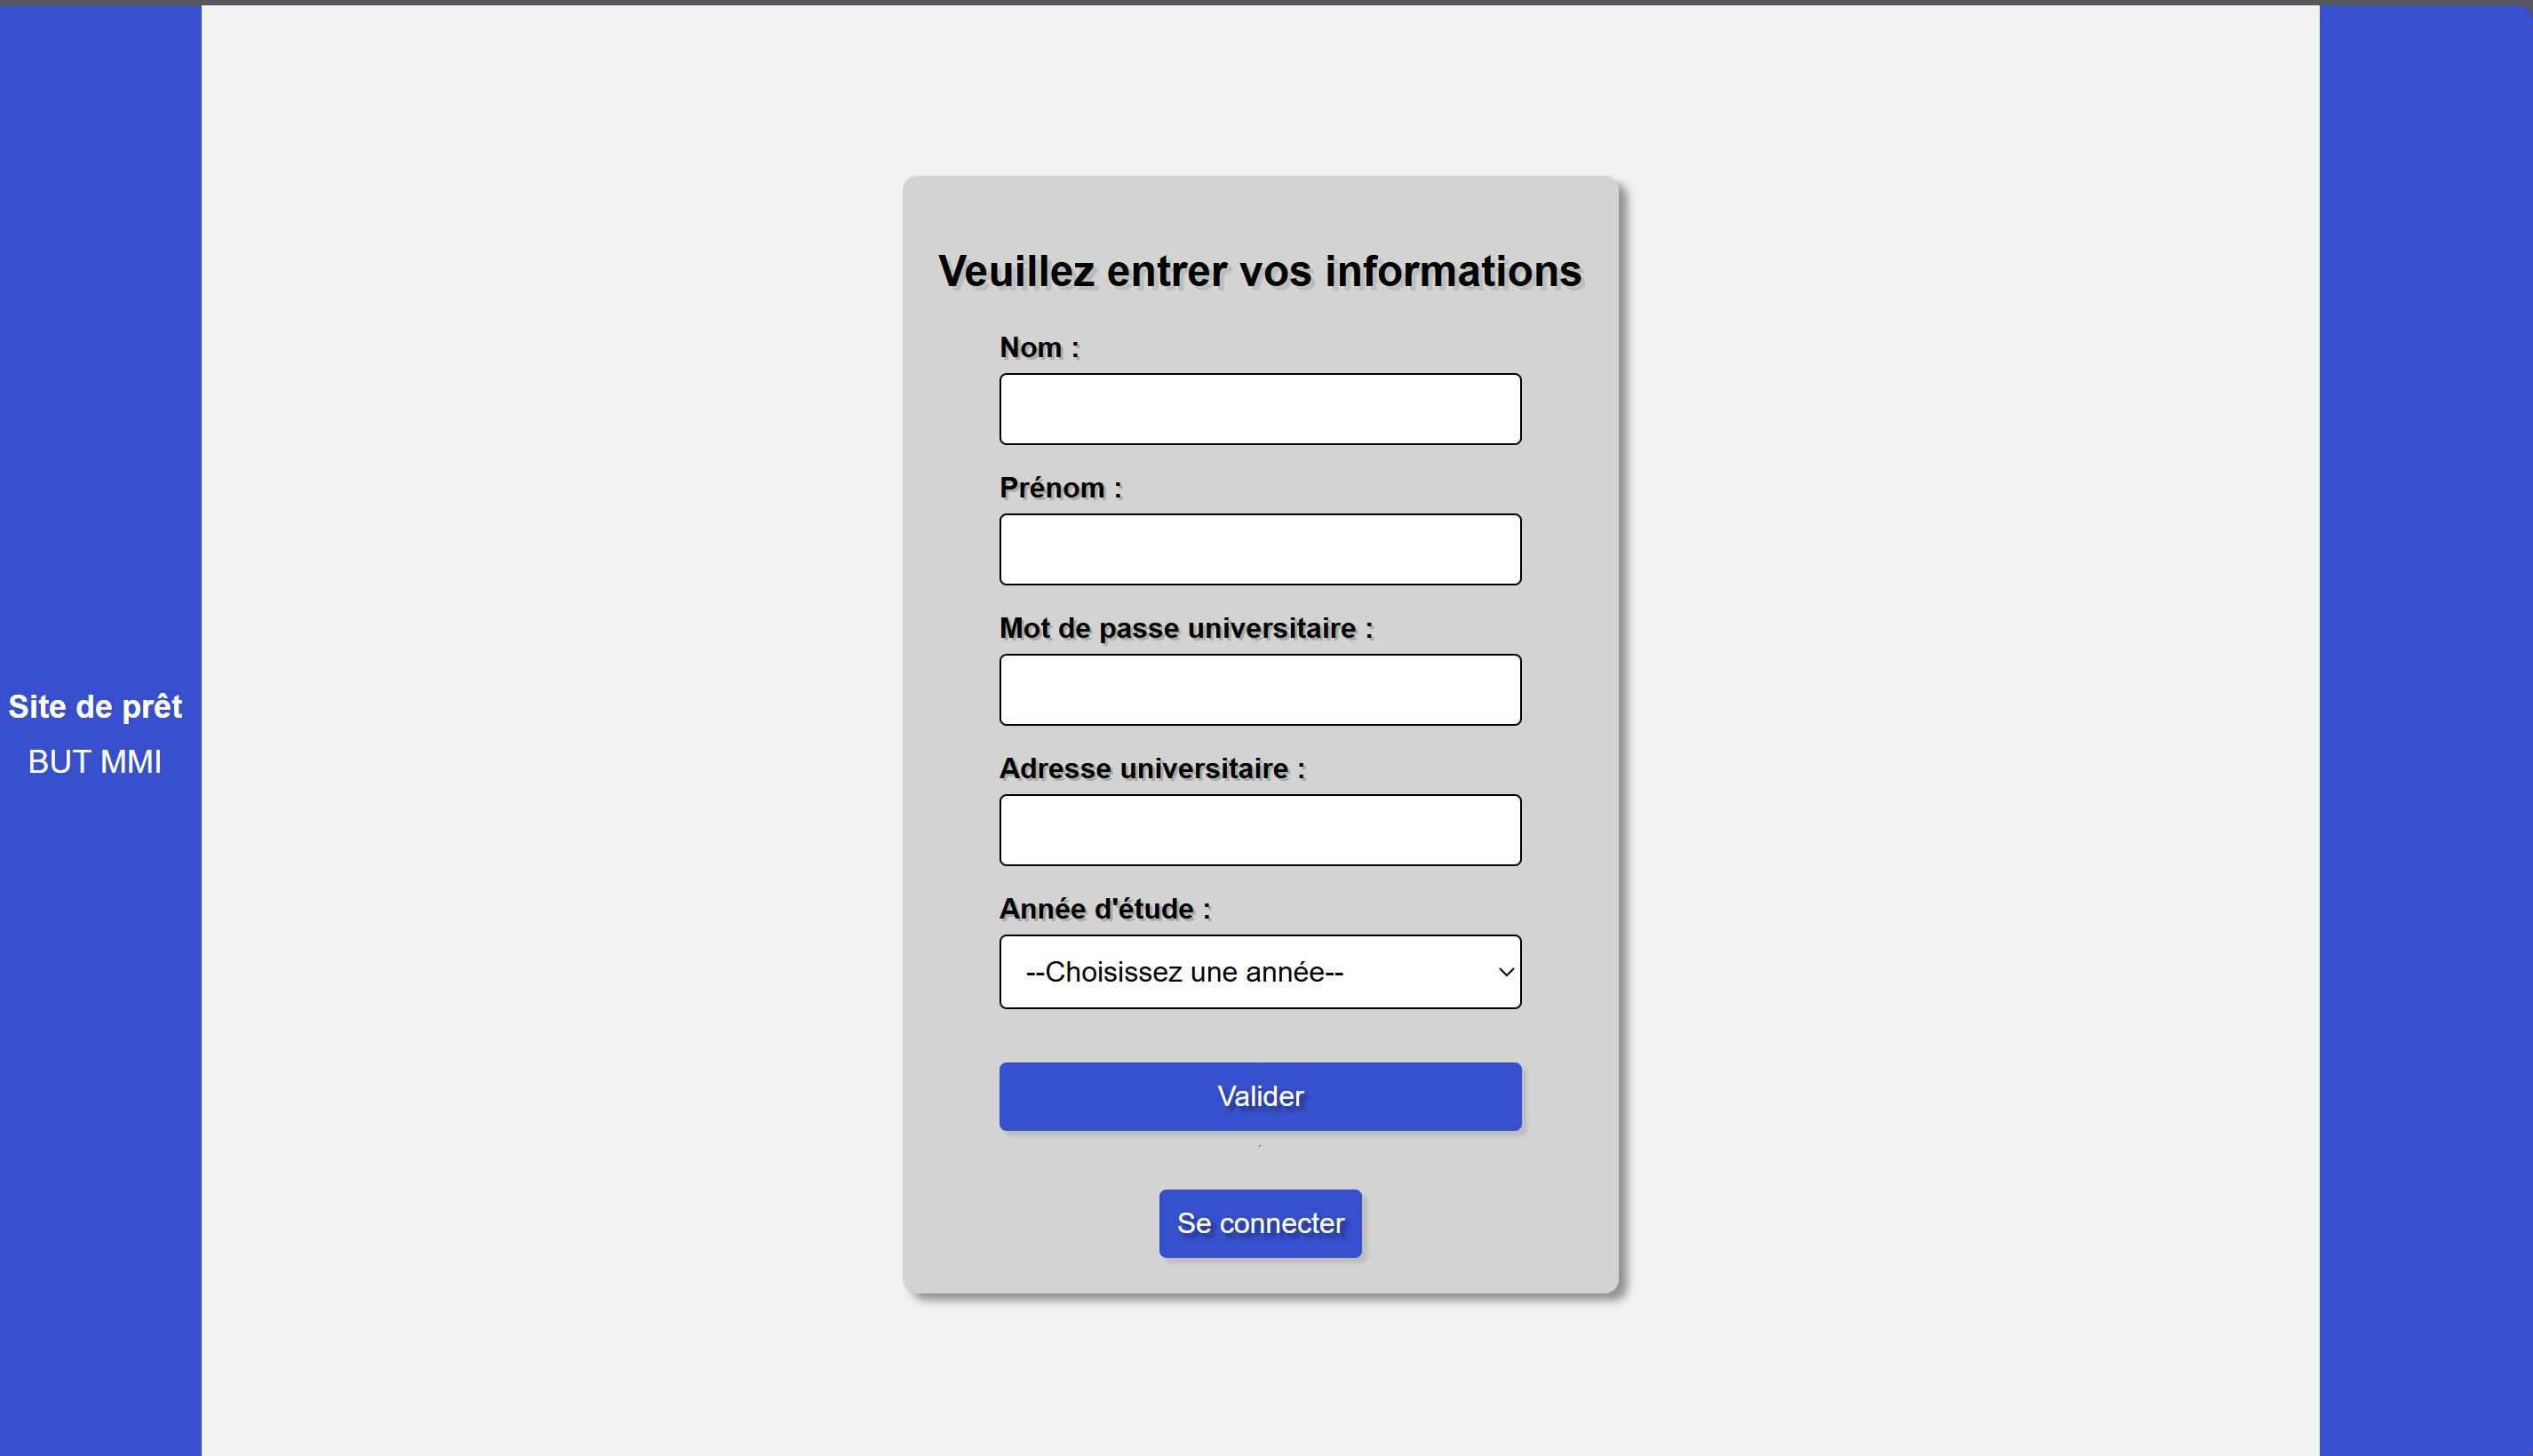 Site de prêt
BUT MMI
Veuillez entrer vos informations
Nom :
Prénom :
Mot de passe universitaire :
Adresse universitaire :
Année d'étude :
--Choisissez une année--
Valider
Se connecter